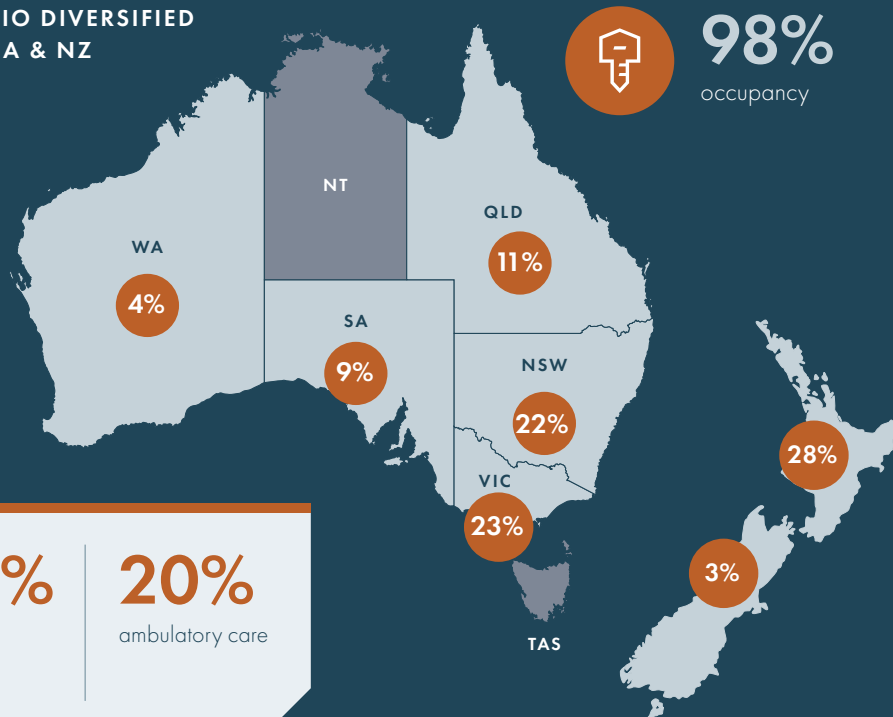 IO DIVERSIFIED
A & NZ
98%
occupancy
NT
QLD
11%
WA
4%
SA
9%
NSW
22%
VIC
23%
28%
3%
TAS
%
20%
ambulatory care